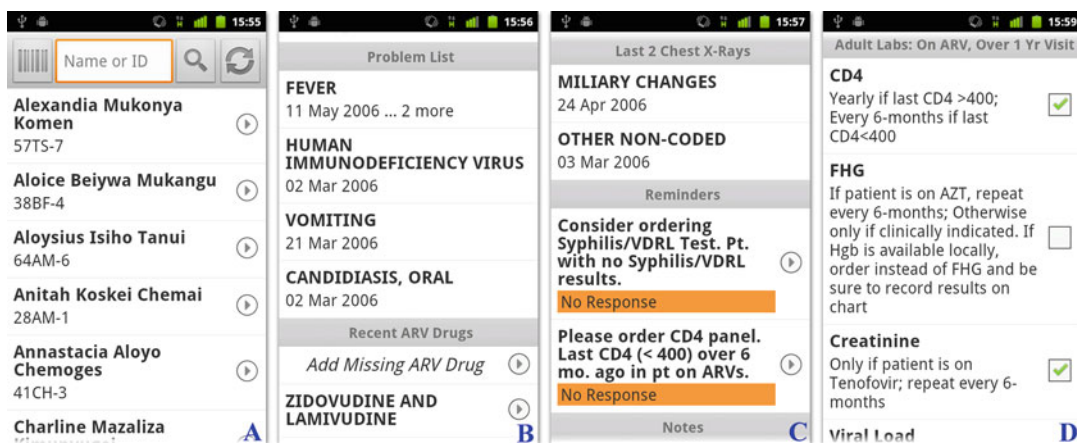 15:55
Name or ID
Alexandia Mukonya
Komen
57TS-7
Aloice Beiywa Mukangu
38BF-4
Aloysius Isiho Tanui
64AM-6
Anitah Koskei Chemai
28AM-1
Annastacia Aloyo
Chemoges
41CH-3
Charline Mazaliza
A
15:56
Problem List
FEVER
11 May 2006 ... 2 more
HUMAN
IMMUNODEFICIENCY VIRUS
02 Mar 2006
VOMITING
21 Mar 2006
CANDIDIASIS, ORAL
02 Mar 2006
Recent ARV Drugs
Add Missing ARV Drug
ZIDOVUDINE AND
LAMIVUDINE
B
15:57
Last 2 Chest X-Rays
MILIARY CHANGES
24 Apr 2006
OTHER NON-CODED
03 Mar 2006
Reminders
Consider ordering
Syphilis/VDRL Test. Pt.
with no Syphilis/VDRL
results.
No Response
Please order CD4 panel.
Last CD4 (< 400) over 6
mo. ago in pt on ARVs.
No Response
Notes
C
15:59
Adult Labs: On ARV, Over 1 Yr Visit
CD4
Yearly if last CD4 >400;
Every 6-months if last
CD4<400
FHG
If patient is on AZT, repeat
every 6-months; Otherwise
only if clinically indicated. If
Hgb is available locally,
order instead of FHG and be
sure to record results on
chart
Creatinine
Only if patient is on
Tenofovir; repeat every 6-
months
Viral Load
D